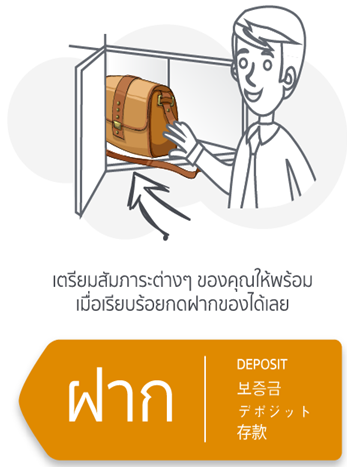 เตรียมสัมภาระต่างๆ ของคุณให้พร้อม
เมื่อเรียบร้อยกดฝากของได้เลย
ฝาก
DEPOSIT
보증금
デポジット
存款